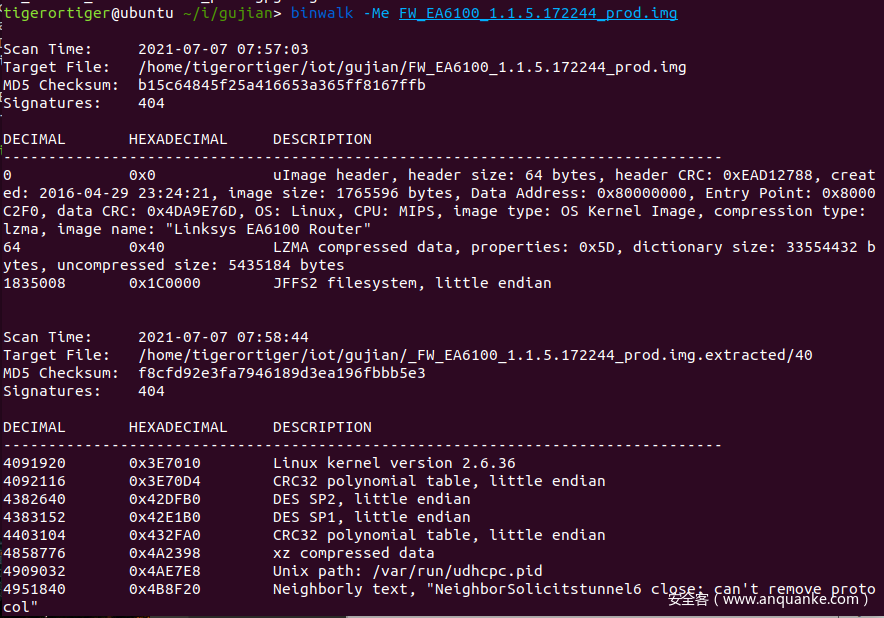 tigerortiger@ubuntu ~/i/gujian> binwalk -Me FW_EA6100_1.1.5.172244_prod.img
Scan Time:     2021-07-07 07:57:03
Target File:   /home/tigerortiger/iot/gujian/FW_EA6100_1.1.5.172244_prod.img
MD5 Checksum:  b15c64845f25a416653a365ff8167ffb
Signatures:    404
DECIMAL       HEXADECIMAL     DESCRIPTION
--------------------------------------------------------------------------------
0             0x0             uImage header, header size: 64 bytes, header CRC: 0xEAD12788, creat
ed: 2016-04-29 23:24:21, image size: 1765596 bytes, Data Address: 0x80000000, Entry Point: 0x8000
C2F0, data CRC: 0x4DA9E76D, OS: Linux, CPU: MIPS, image type: OS Kernel Image, compression type:
lzma, image name: "Linksys EA6100 Router"
64            0x40            LZMA compressed data, properties: 0x5D, dictionary size: 33554432 b
ytes, uncompressed size: 5435184 bytes
1835008       0x1C0000        JFFS2 filesystem, little endian
Scan Time:     2021-07-07 07:58:44
Target File:   /home/tigerortiger/iot/gujian/_FW_EA6100_1.1.5.172244_prod.img.extracted/40
MD5 Checksum:  f8cfd92e3fa7946189d3ea196fbbb5e3
Signatures:    404
DECIMAL       HEXADECIMAL     DESCRIPTION
--------------------------------------------------------------------------------
4091920       0x3E7010        Linux kernel version 2.6.36
4092116       0x3E70D4        CRC32 polynomial table, little endian
4382640       0x42DFB0        DES SP2, little endian
4383152       0x42E1B0        DES SP1, little endian
4403104       0x432FA0        CRC32 polynomial table, little endian
4858776       0x4A2398        xz compressed data
4909032       0x4AE7E8        Unix path: /var/run/udhcpc.pid
4951840       0x4B8F20        Neighborly text, "NeighborSolicitstunnel6 close: can't remove proto
col"
安全客 ( www.anquanke.com )